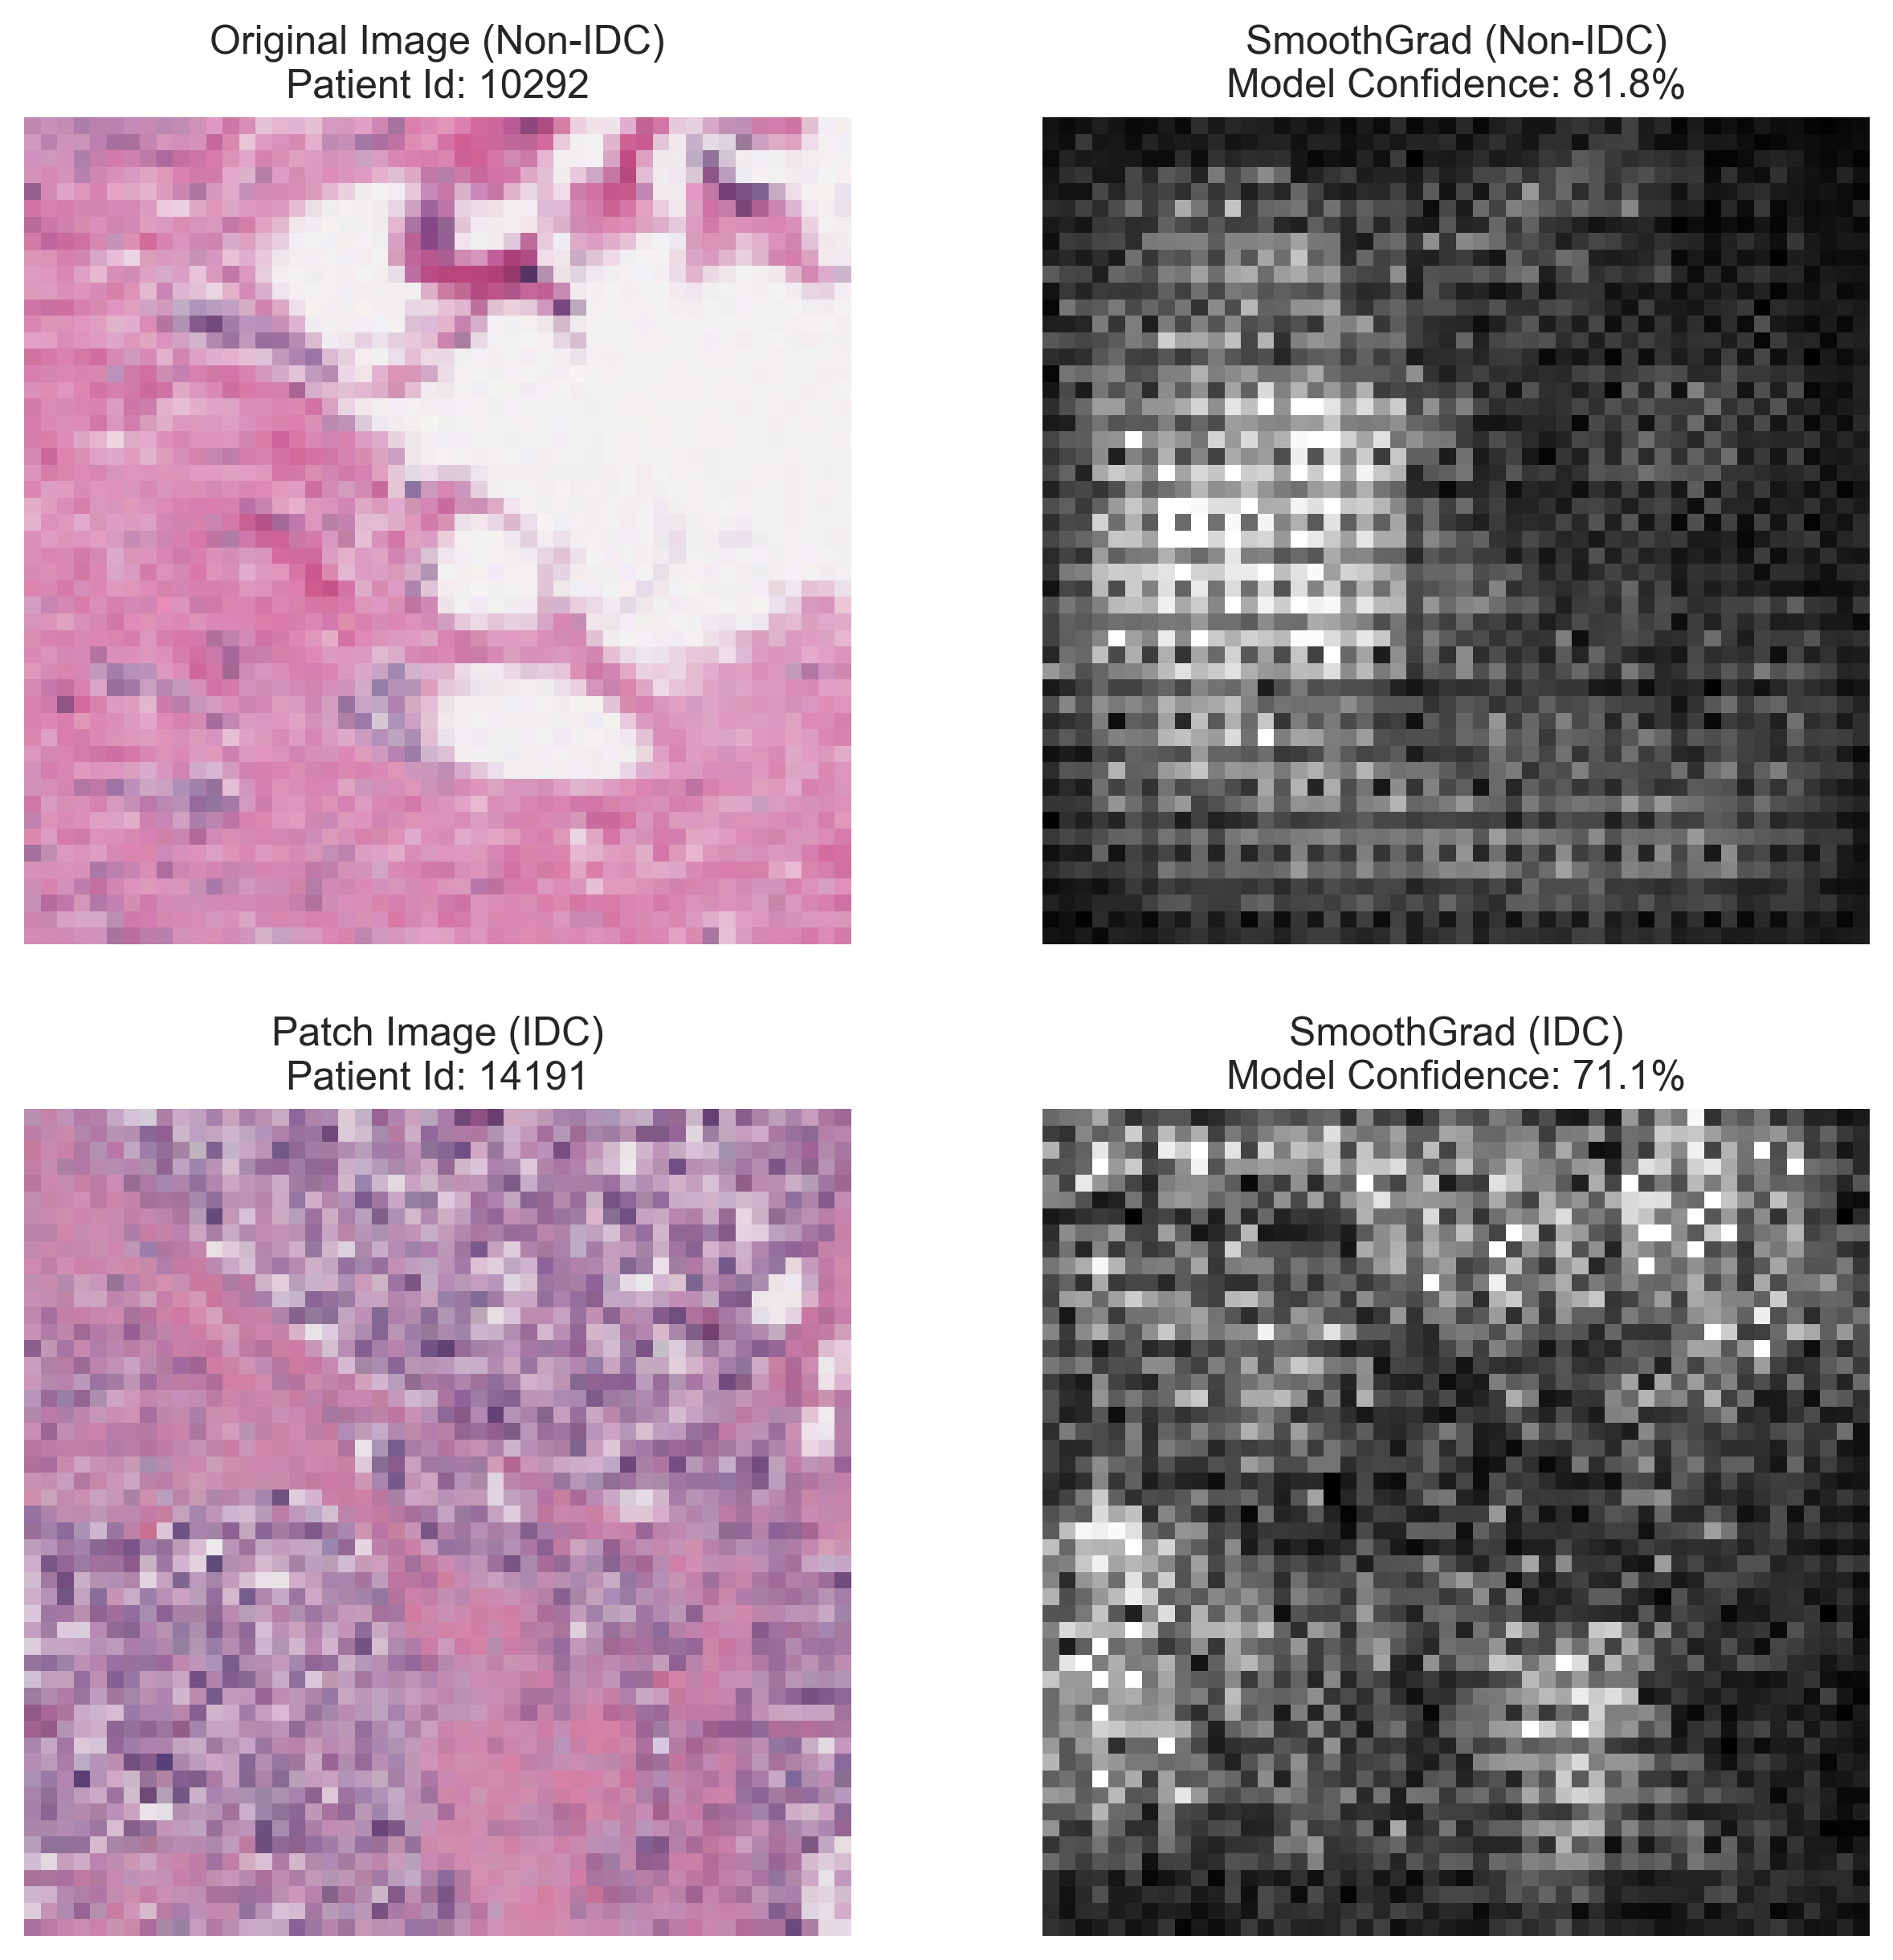 Original Image (Non-IDC)
Patient Id: 10292
SmoothGrad (Non-IDC)
Model Confidence: 81.8%
Patch Image (IDC)
Patient Id: 14191
SmoothGrad (IDC)
Model Confidence: 71.1%